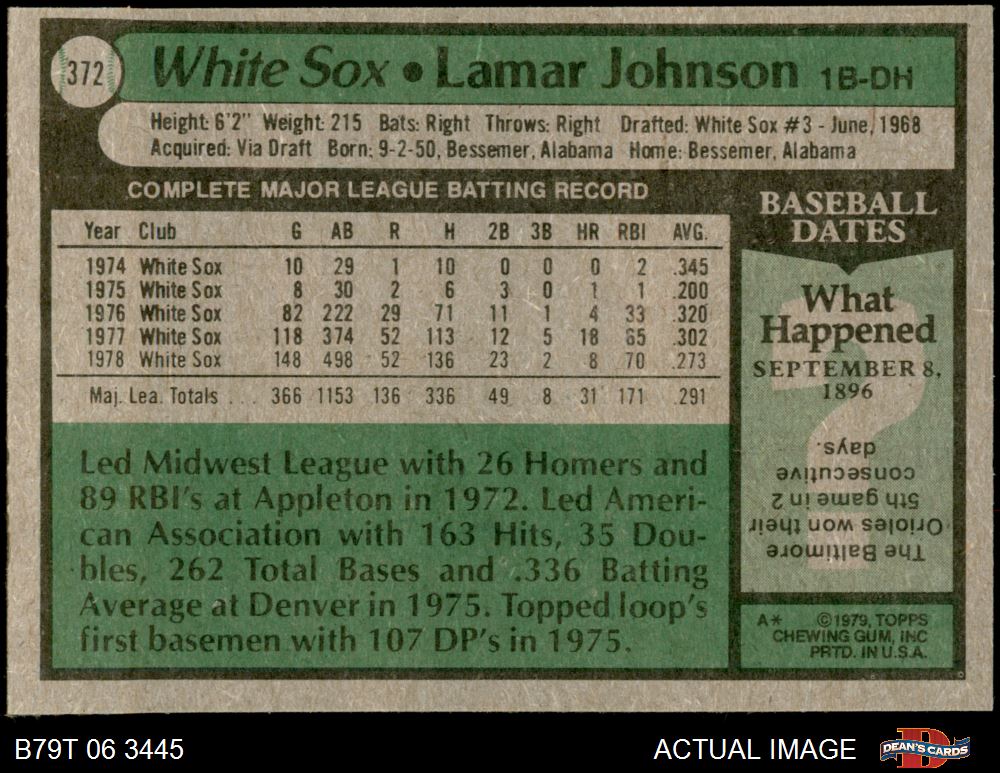 372
White Sox • Lamar Johnson 1B-DH
Height: 6'2" Weight: 215 Bats: Right Throws: Right Drafted: White Sox #3 - June, 1968
Acquired: Via Draft Born: 9-2-50, Bessemer, Alabama Home: Bessemer, Alabama
COMPLETE MAJOR LEAGUE BATTING RECORD
Year Club G AB R H 2B 3B HR RBI AVG.
1974 White Sox 10 29 1 10 0 0 0 2 .345
1975 White Sox 8 30 2 6 3 0 1 1 .200
1976 White Sox 82 222 29 71 11 1 4 33 .320
1977 White Sox 118 374 52 113 12 5 18 65 .302
1978 White Sox 148 498 52 136 23 2 8 70 .273
Maj. Lea. Totals . . . 366 1153 136 336 49 8 31 171 .291
Led Midwest League with 26 Homers and
89 RBI's at Appleton in 1972. Led Ameri-
can Association with 163 Hits, 35 Dou-
bles, 262 Total Bases and .336 Batting
Average at Denver in 1975. Topped loop's
first basemen with 107 DP's in 1975.
BASEBALL
DATES
What
Happened
SEPTEMBER 8,
1896
The Baltimore
Orioles won their
5th game in 2
consecutive
days.
A* ©1979, TOPPS
CHEWING GUM, INC
PRTD. IN U.S.A.
B79T 06 3445
ACTUAL IMAGE
DEAN'S CARDS